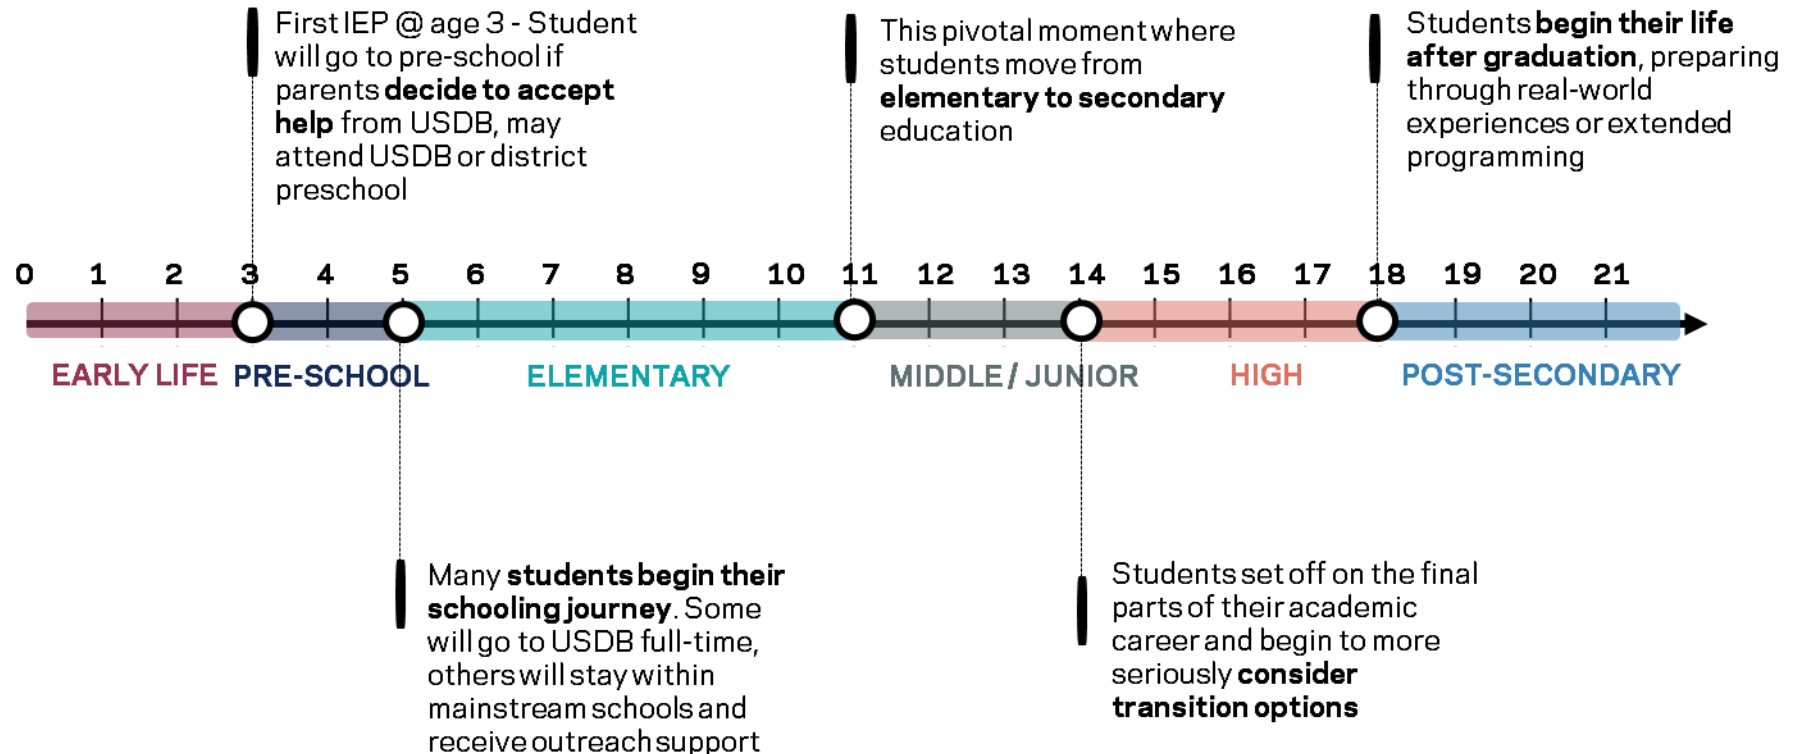 First IEP @ age 3 - Student
will go to pre-school if
parents decide to accept
help from USDB, may
attend USDB or district
preschool
This pivotal moment where
students move from
elementary to secondary
education
Students begin their life
after graduation, preparing
through real-world
experiences or extended
programming
0 1 2 3 4 5 6 7 8 9 10 11 12 13 14 15 16 17 18 19 20 21
EARLY LIFE PRE-SCHOOL ELEMENTARY MIDDLE / JUNIOR HIGH POST-SECONDARY
Many students begin their
schooling journey. Some
will go to USDB full-time,
others will stay within
mainstream schools and
receive outreach support
Students set off on the final
parts of their academic
career and begin to more
seriously consider
transition options